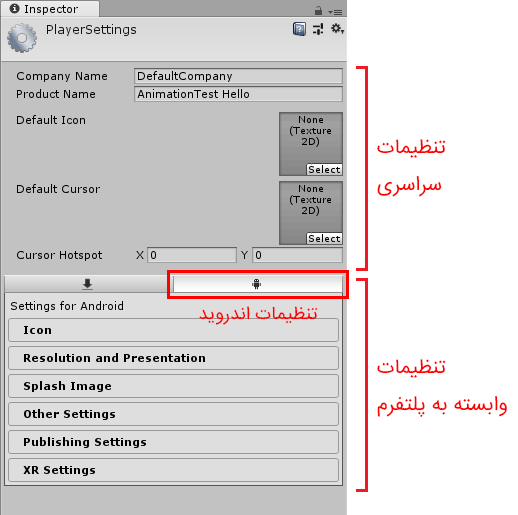 Inspector
PlayerSettings
Company Name DefaultCompany
Product Name AnimationTest Hello
Default Icon
None
(Texture
2D)
Select
تنظیمات
سراسری
Default Cursor
None
(Texture
2D)
Select
Cursor Hotspot X 0 Y 0
Settings for Android
تنظیمات اندروید
Icon
Resolution and Presentation
Splash Image
Other Settings
Publishing Settings
XR Settings
تنظیمات
وابسته به پلتفرم